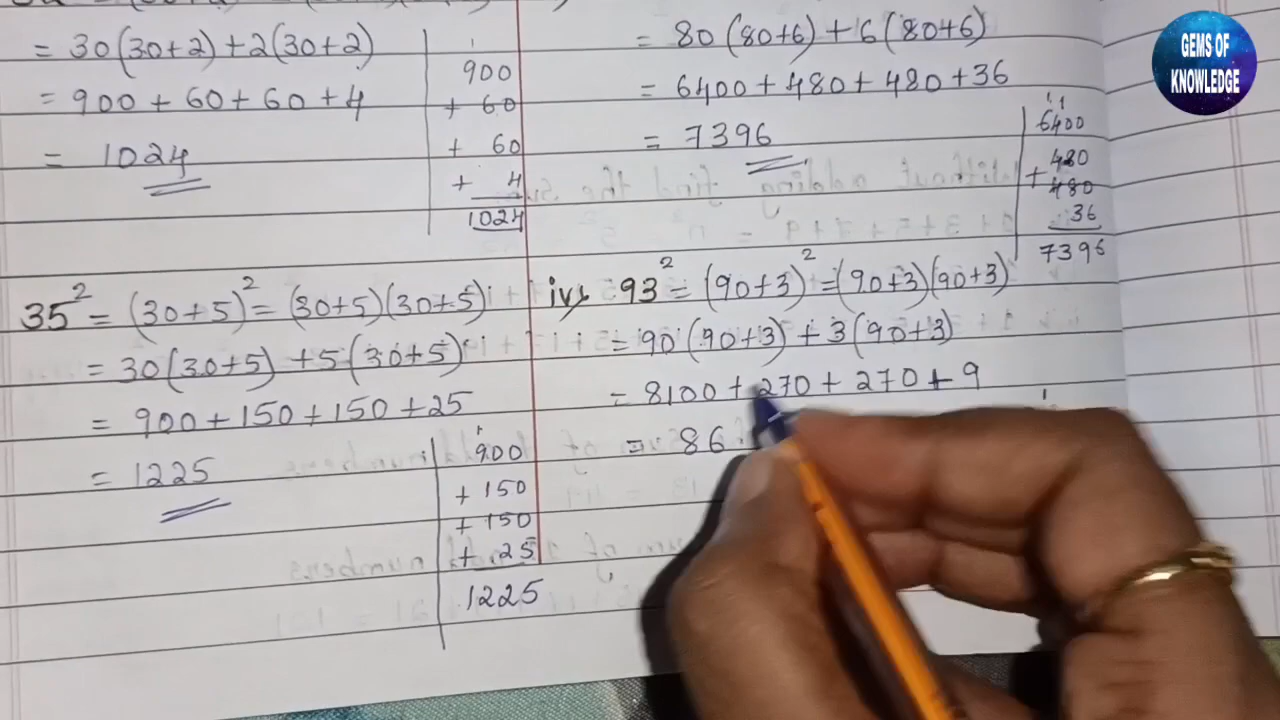 = 30(30+2)+2(30+2)
= 900 + 60 + 60 + 4
= 1024
900
+ 60
+ 60
+ 4
1024
= 80(80+6)+6(80+6)
= 6400 + 480 + 480 + 36
= 7396
6400
480
+ 480
36
7396
35² = (30+5)² = (30+5)(30+5)
= 30(30+5) +5(30+5)
= 900 + 150 + 150 + 25
= 1225
900
+ 150
+ 150
+ 25
1225
iv, 93² = (90+3)² = (90+3)(90+3)
= 90(90+3) + 3(90+3)
= 8100 + 270 + 270 + 9
= 86
GEMS OF
KNOWLEDGE